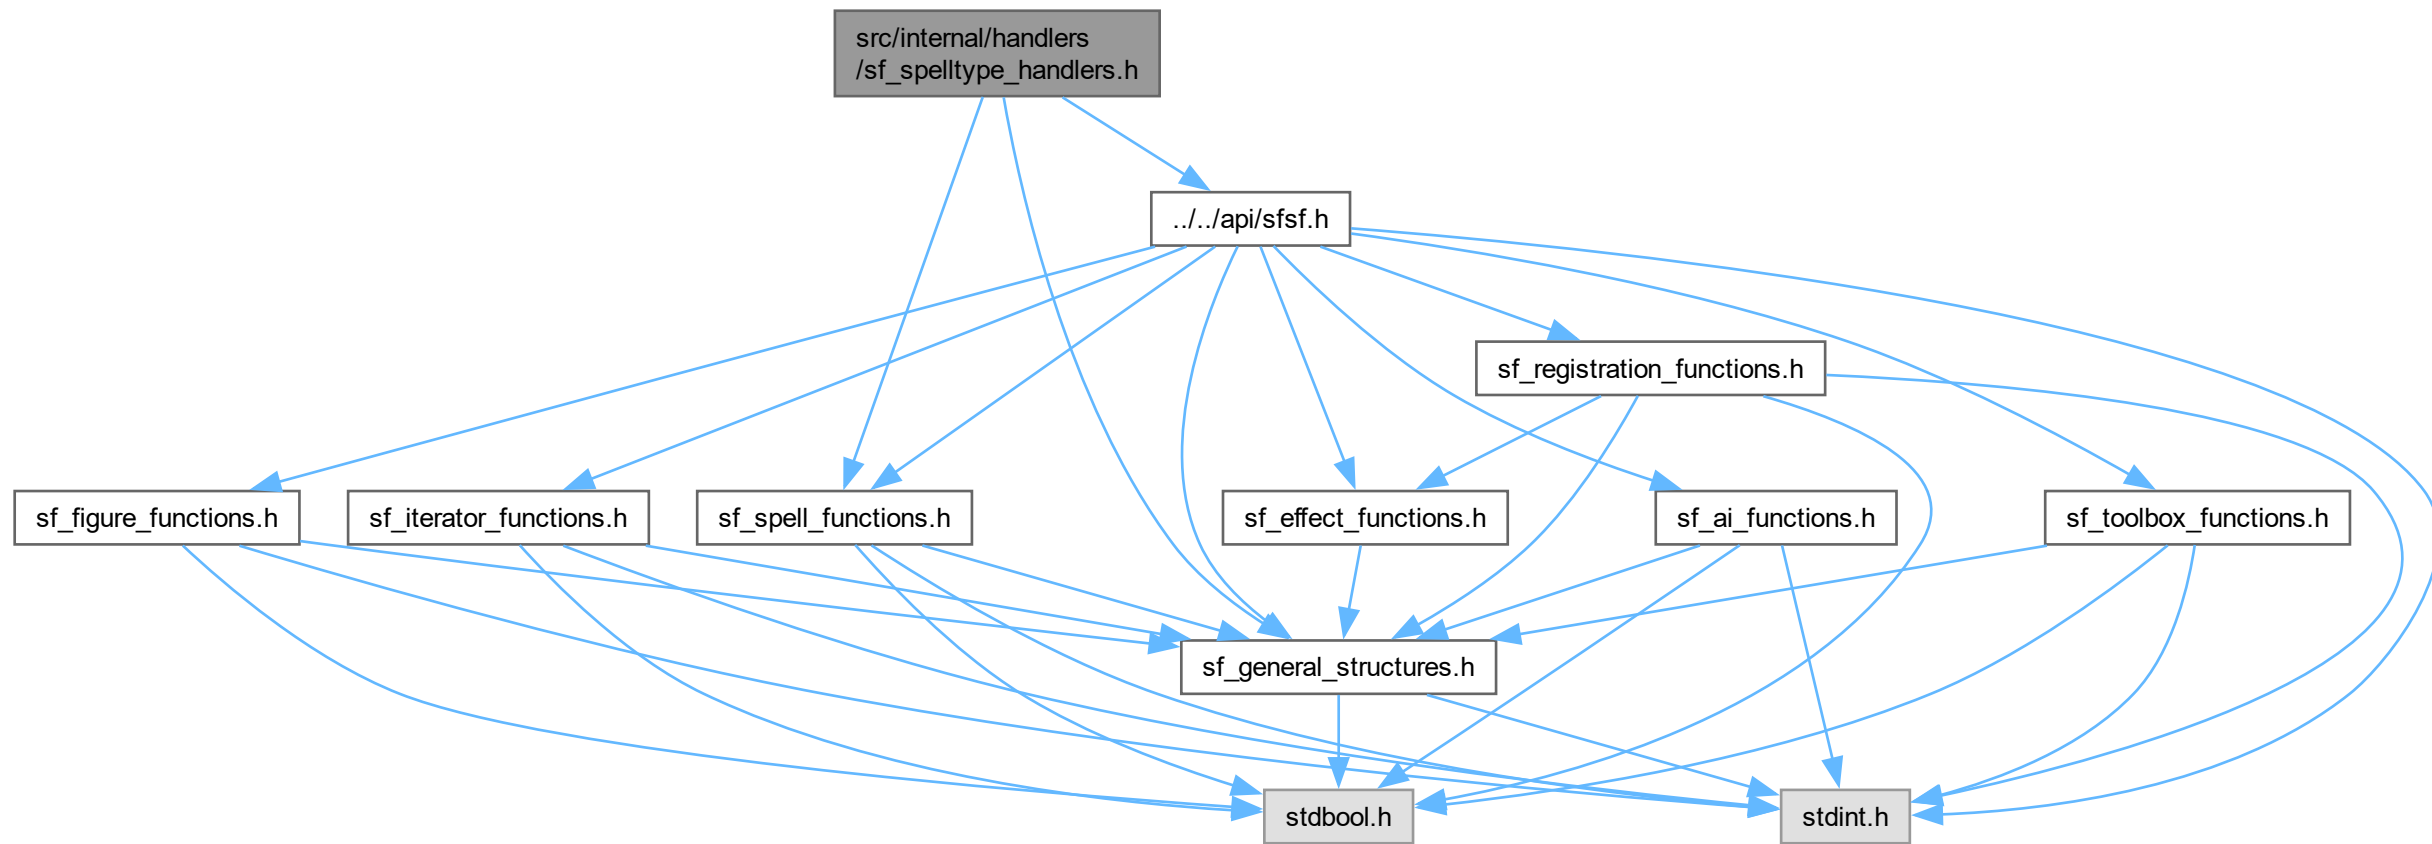 src/internal/handlers
/sf_spelltype_handlers.h
../../api/sfsf.h
sf_registration_functions.h
sf_figure_functions.h
sf_iterator_functions.h
sf_spell_functions.h
sf_effect_functions.h
sf_ai_functions.h
sf_toolbox_functions.h
sf_general_structures.h
stdbool.h
stdint.h